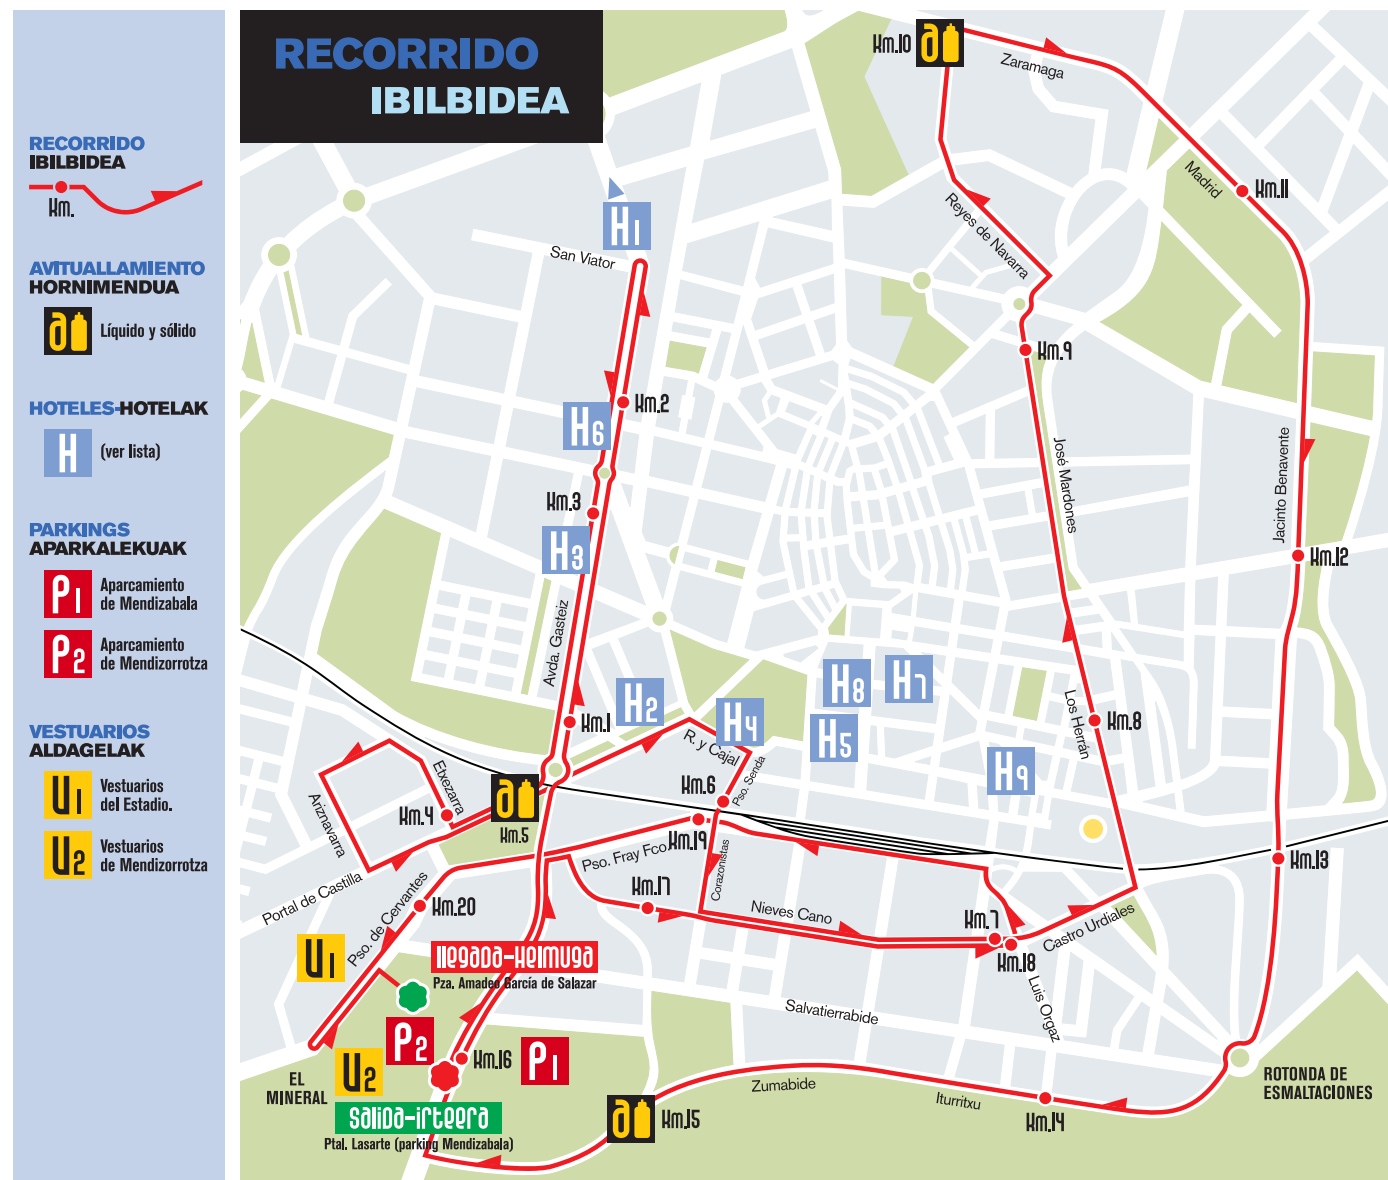 RECORRIDO
IBILBIDEA
RECORRIDO
IBILBIDEA
Km.
AVITUALLAMIENTO
HORNIMENDUA
a
Líquido y sólido
HOTELES-HOTELAK
H
(ver lista)
PARKINGS
APARKALEKUAK
P1
Aparcamiento
de Mendizabala
P2
Aparcamiento
de Mendizorrotza
VESTUARIOS
ALDAGELAK
U1
Vestuarios
del Estadio.
U2
Vestuarios
de Mendizorrotza
Km.10
a
Zaramaga
Madrid
Km.11
Reyes de Navarra
H1
San Viator
Km.9
Km.2
H6
José Mardones
Jacinto Benavente
Km.3
H3
Km.12
Avda. Gasteiz
H8
H7
H2
H4
H5
Km.1
R. y Cajal
Los Herrán
Km.8
H9
Etxezarra
Ariznavarra
Km.4
a
Km.5
Km.6
Pso. Senda
Km.19
Pso. Fray Fco.
Corazonistas
Km.13
Portal de Castilla
Pso. de Cervantes
Km.20
Km.17
Nieves Cano
Km.7
Castro Urdiales
Km.18
U1
llegada-Helmuga
Pza. Amadeo García de Salazar
Luis Orgaz
Salvatierrabide
P2
Km.16
P1
U2
EL
MINERAL
Salida-irteera
Ptal. Lasarte (parking Mendizabala)
a
Km.15
Zumabide
Iturritxu
Km.14
ROTONDA DE
ESMALTACIONES